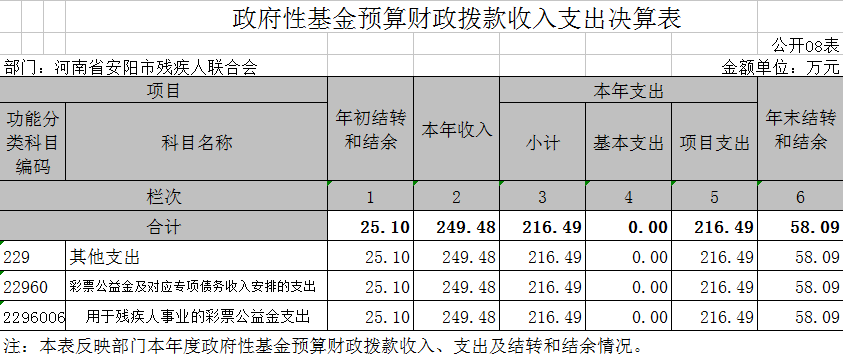 政府性基金预算财政拨款收入支出决算表
公开08表
部门：河南省安阳市残疾人联合会 金额单位：万元
项目 年初结转和结余 本年收入 本年支出 年末结转和结余
功能分类科目编码 科目名称 小计 基本支出 项目支出
栏次 1 2 3 4 5 6
合计 25.10 249.48 216.49 0.00 216.49 58.09
229 其他支出 25.10 249.48 216.49 0.00 216.49 58.09
22960 彩票公益金及对应专项债务收入安排的支出 25.10 249.48 216.49 0.00 216.49 58.09
2296006 用于残疾人事业的彩票公益金支出 25.10 249.48 216.49 0.00 216.49 58.09
注：本表反映部门本年度政府性基金预算财政拨款收入、支出及结转和结余情况。